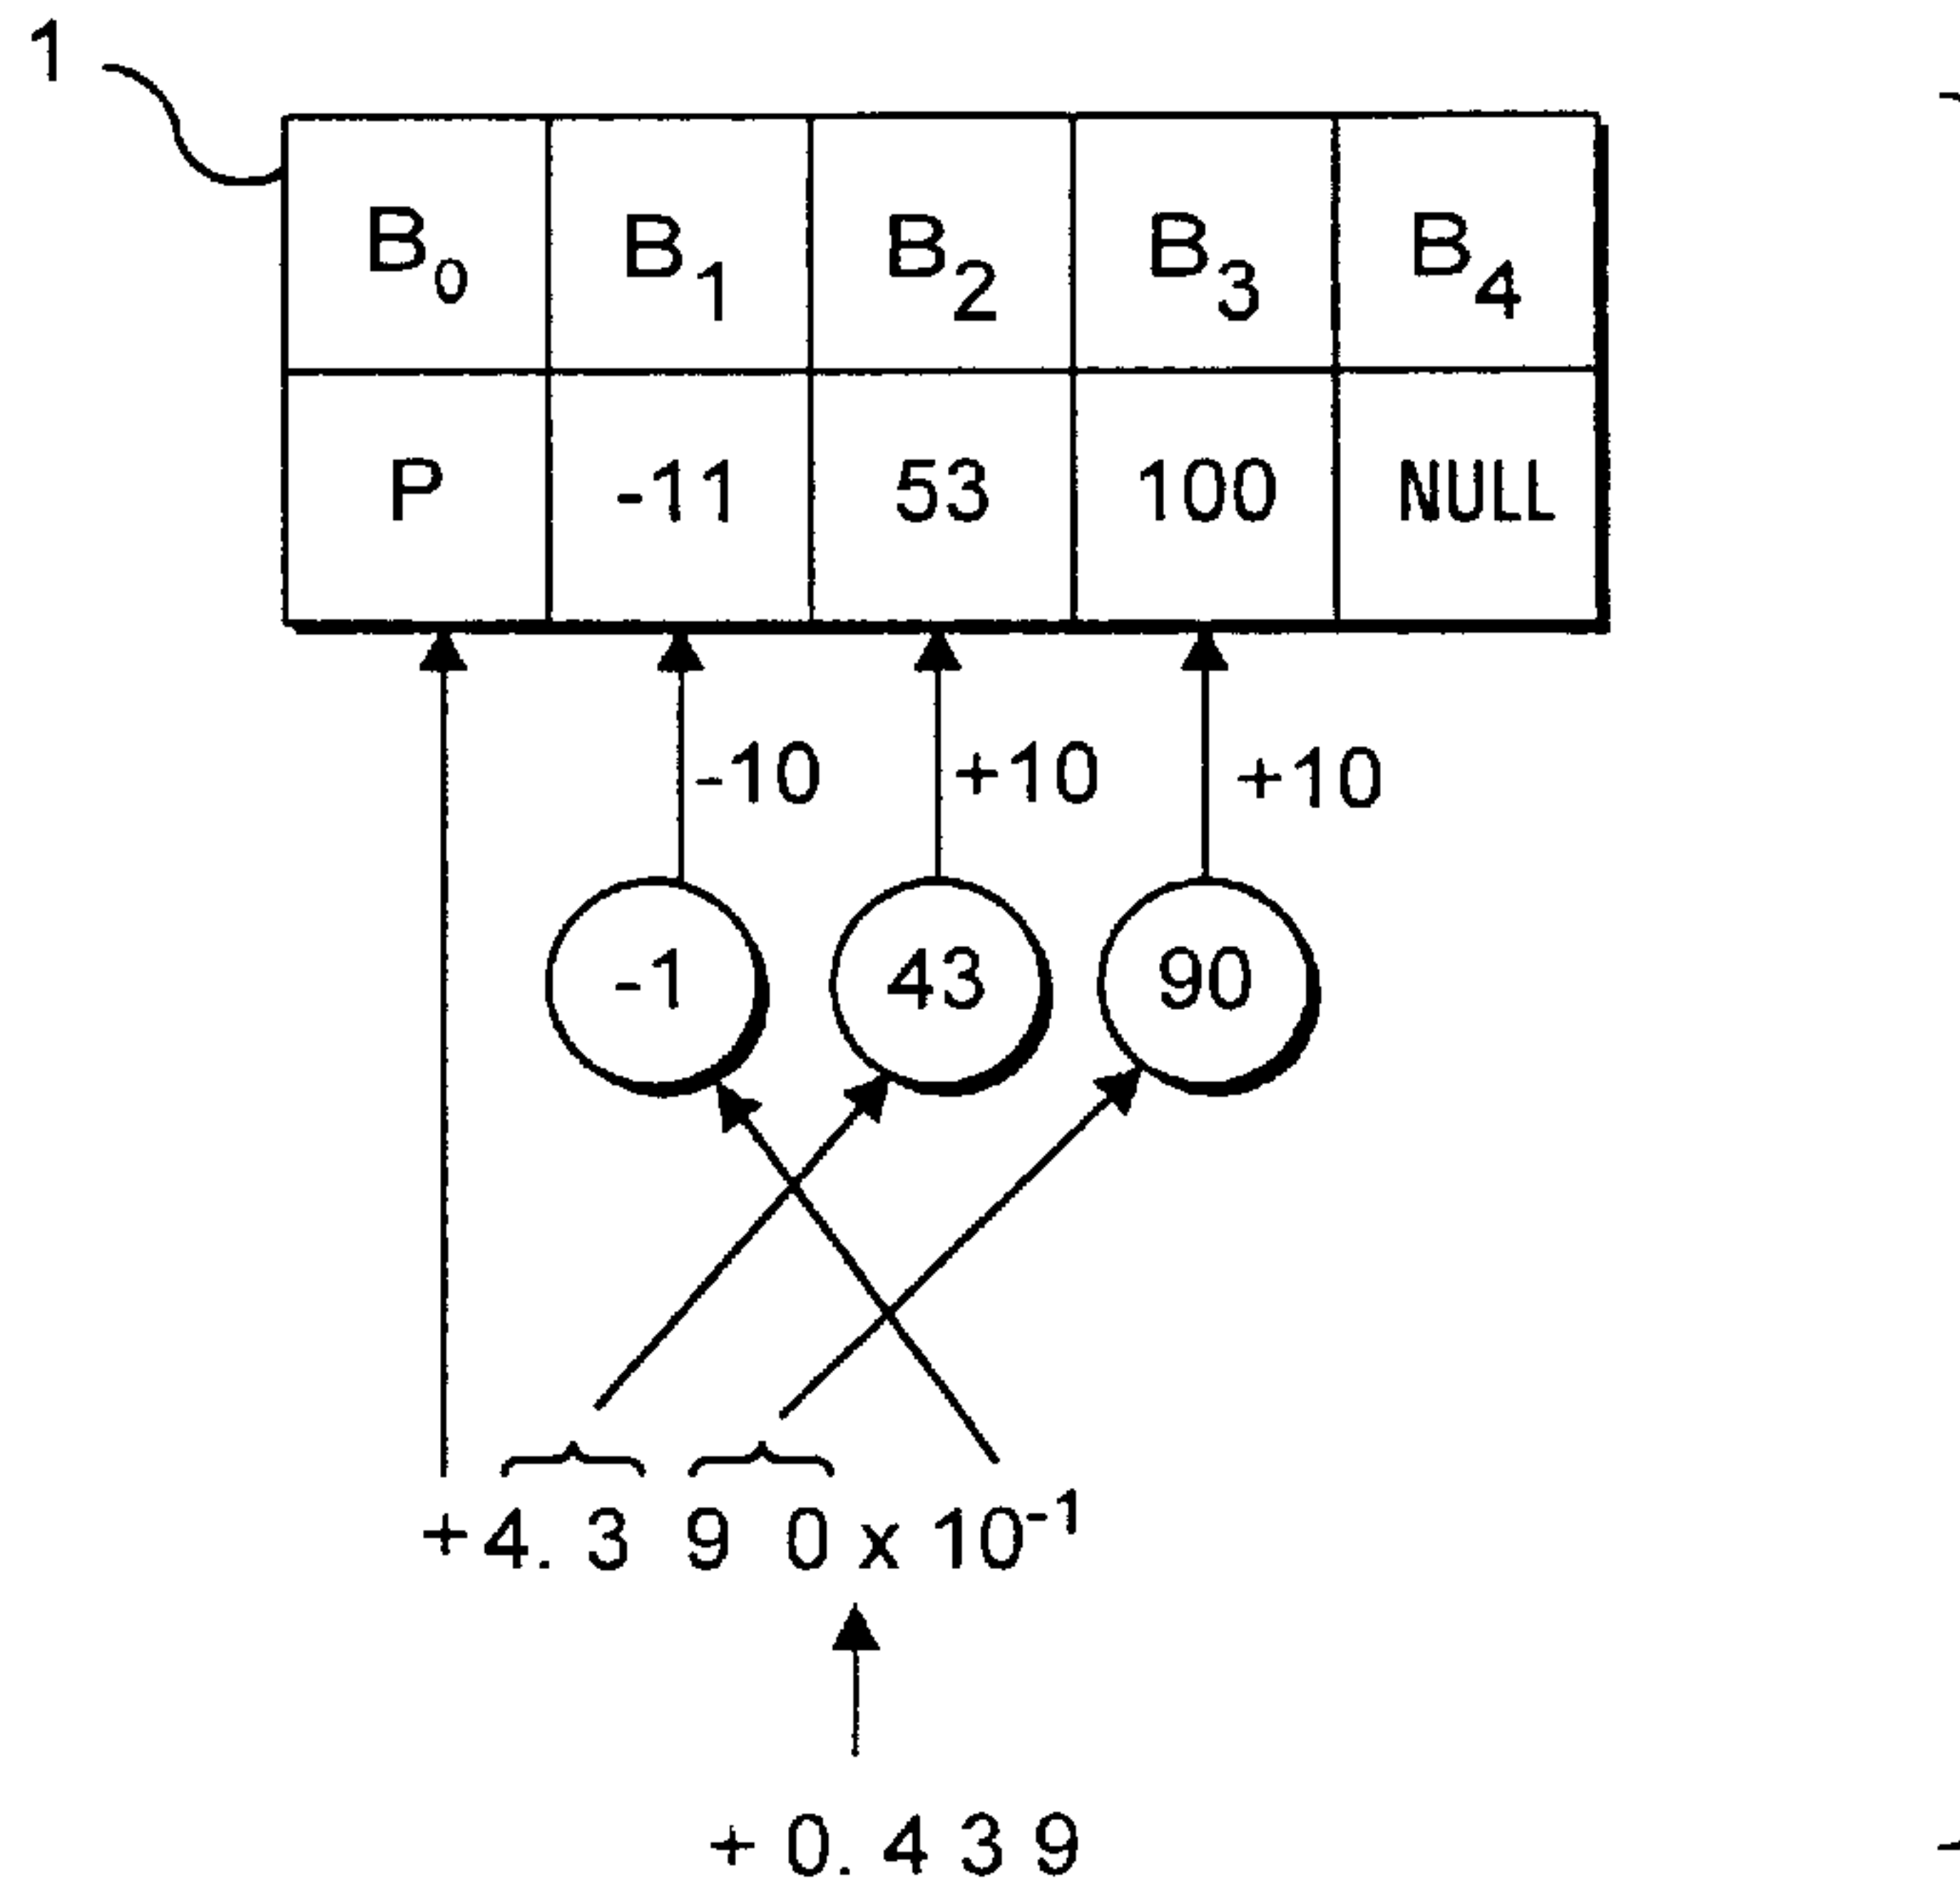 1
B₀ B₁ B₂ B₃ B₄
P -11 53 100 NULL
-10 +10 +10
-1 43 90
+4. 3 9 0 x 10⁻¹
+ 0. 4 3 9